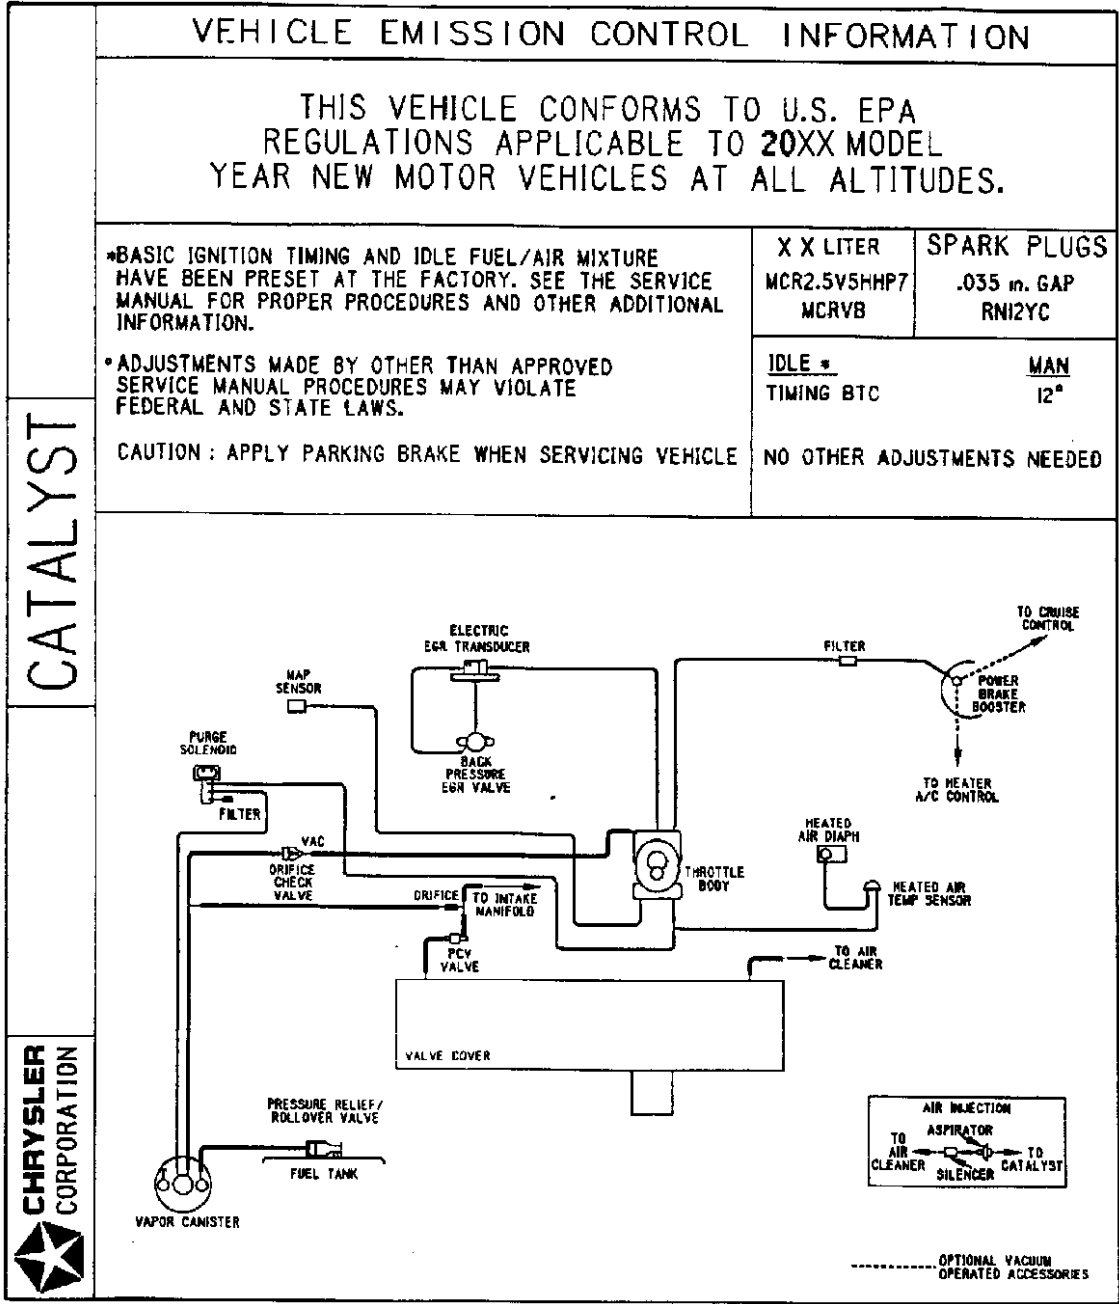 VEHICLE EMISSION CONTROL INFORMATION
THIS VEHICLE CONFORMS TO U.S. EPA
REGULATIONS APPLICABLE TO 20XX MODEL
YEAR NEW MOTOR VEHICLES AT ALL ALTITUDES.
*BASIC IGNITION TIMING AND IDLE FUEL/AIR MIXTURE
HAVE BEEN PRESET AT THE FACTORY. SEE THE SERVICE
MANUAL FOR PROPER PROCEDURES AND OTHER ADDITIONAL
INFORMATION.
•ADJUSTMENTS MADE BY OTHER THAN APPROVED
SERVICE MANUAL PROCEDURES MAY VIOLATE
FEDERAL AND STATE LAWS.
CAUTION : APPLY PARKING BRAKE WHEN SERVICING VEHICLE
X X LITER
MCR2.5V5HHP7
MCRVB
SPARK PLUGS
.035 in. GAP
RN12YC
IDLE * MAN
TIMING BTC 12°
NO OTHER ADJUSTMENTS NEEDED
CATALYST
CHRYSLER
CORPORATION
ELECTRIC
EGR TRANSDUCER
MAP
SENSOR
PURGE
SOLENOID
FILTER
BACK
PRESSURE
EGR VALVE
FILTER
TO CRUISE
CONTROL
POWER
BRAKE
BOOSTER
TO HEATER
A/C CONTROL
VAC
ORIFICE
CHECK
VALVE
ORIFICE
TO INTAKE
MANIFOLD
PCV
VALVE
THROTTLE
BODY
HEATED
AIR DIAPH
HEATED AIR
TEMP SENSOR
TO AIR
CLEANER
VALVE COVER
PRESSURE RELIEF/
ROLLOVER VALVE
FUEL TANK
T
VAPOR CANISTER
AIR INJECTION
ASPIRATOR
TO
AIR
CLEANER
SILENCER
TO
CATALYST
OPTIONAL VACUUM
OPERATED ACCESSORIES